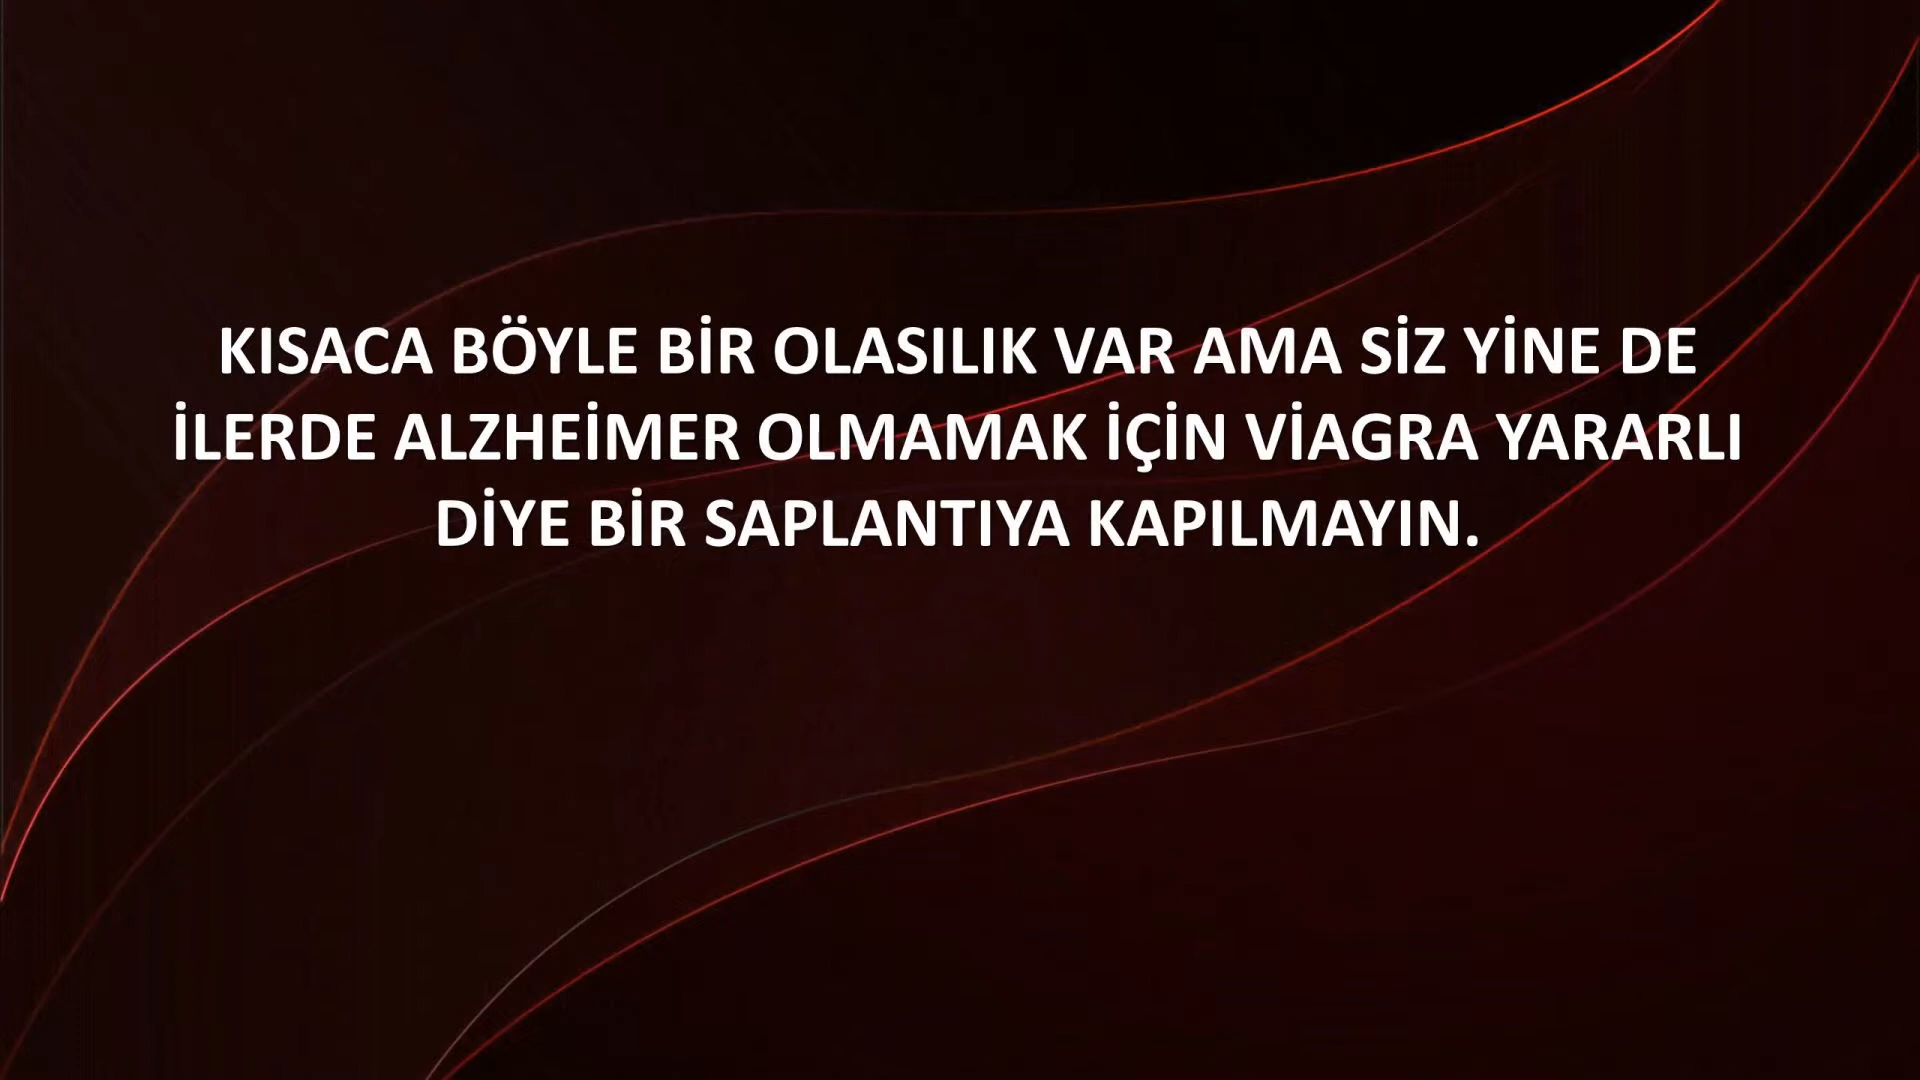 KISACA BÖYLE BİR OLASILIK VAR AMA SİZ YİNE DE
İLERDE ALZHEİMER OLMAMAK İÇİN VİAGRA YARARLI
DİYE BİR SAPLANTIYA KAPILMAYIN.